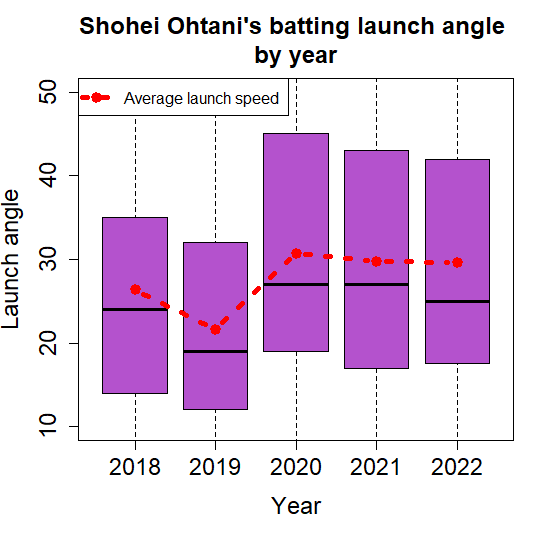 Shohei Ohtani's batting launch angle
by year
Average launch speed
50
40
30
20
10
Launch angle
2018 2019 2020 2021 2022
Year